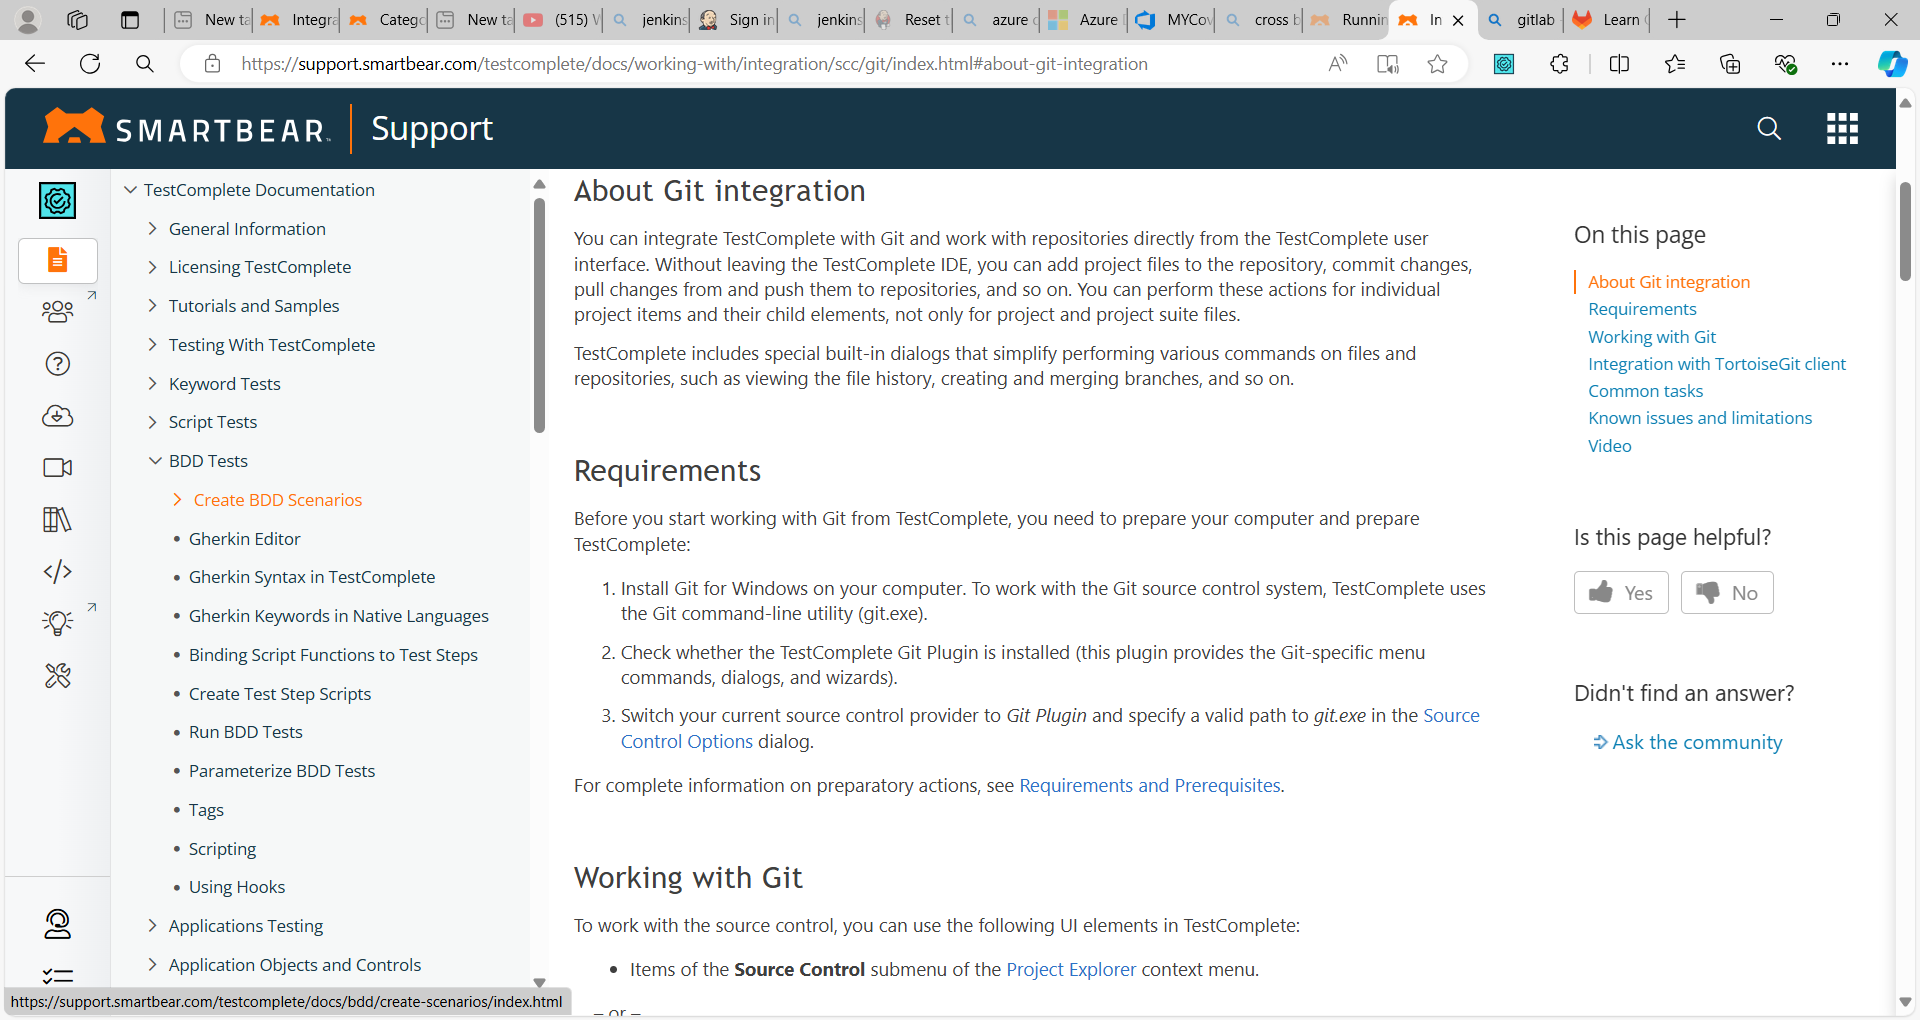 New ta
Integra
Catego
New ta
(515) V
jenkins
Sign in
jenkins
Reset t
azure d
Azure D
MYCov
cross b
Runnin
In
gitlab
Learn
https://support.smartbear.com/testcomplete/docs/working-with/integration/scc/git/index.html#about-git-integration
SMARTBEAR
Support
TestComplete Documentation
General Information
Licensing TestComplete
Tutorials and Samples
Testing With TestComplete
Keyword Tests
Script Tests
BDD Tests
Create BDD Scenarios
• Gherkin Editor
• Gherkin Syntax in TestComplete
• Gherkin Keywords in Native Languages
• Binding Script Functions to Test Steps
• Create Test Step Scripts
• Run BDD Tests
• Parameterize BDD Tests
• Tags
• Scripting
• Using Hooks
Applications Testing
Application Objects and Controls
https://support.smartbear.com/testcomplete/docs/bdd/create-scenarios/index.html
About Git integration
You can integrate TestComplete with Git and work with repositories directly from the TestComplete user
interface. Without leaving the TestComplete IDE, you can add project files to the repository, commit changes,
pull changes from and push them to repositories, and so on. You can perform these actions for individual
project items and their child elements, not only for project and project suite files.
TestComplete includes special built-in dialogs that simplify performing various commands on files and
repositories, such as viewing the file history, creating and merging branches, and so on.
Requirements
Before you start working with Git from TestComplete, you need to prepare your computer and prepare
TestComplete:
1. Install Git for Windows on your computer. To work with the Git source control system, TestComplete uses
the Git command-line utility (git.exe).
2. Check whether the TestComplete Git Plugin is installed (this plugin provides the Git-specific menu
commands, dialogs, and wizards).
3. Switch your current source control provider to Git Plugin and specify a valid path to git.exe in the Source
Control Options dialog.
For complete information on preparatory actions, see Requirements and Prerequisites.
Working with Git
To work with the source control, you can use the following UI elements in TestComplete:
• Items of the Source Control submenu of the Project Explorer context menu.
– or –
On this page
About Git integration
Requirements
Working with Git
Integration with TortoiseGit client
Common tasks
Known issues and limitations
Video
Is this page helpful?
Yes
No
Didn't find an answer?
Ask the community